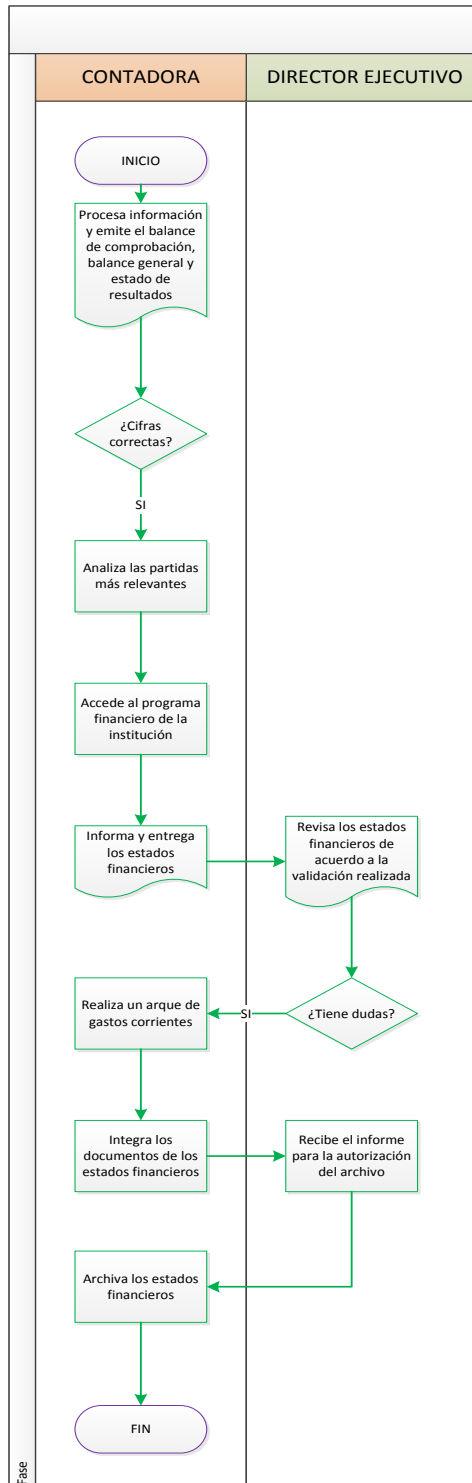 CONTADORA
DIRECTOR EJECUTIVO
INICIO
Procesa información
y emite el balance
de comprobación,
balance general y
estado de
resultados
¿Cifras
correctas?
SI
Analiza las partidas
más relevantes
Accede al programa
financiero de la
institución
Informa y entrega
los estados
financieros
Revisa los estados
financieros de
acuerdo a la
validación realizada
¿Tiene dudas?
SI
Realiza un arque de
gastos corrientes
Integra los
documentos de los
estados financieros
Recibe el informe
para la autorización
del archivo
Archiva los estados
financieros
FIN
Fase